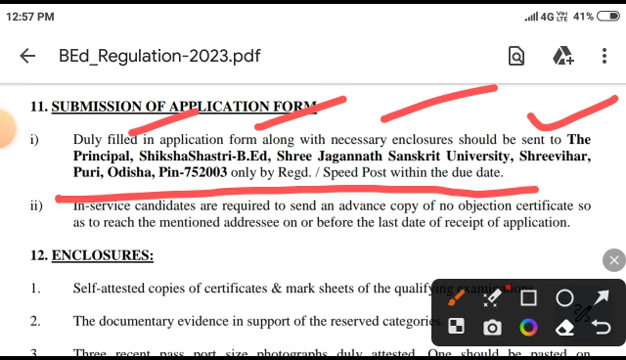 12:57 PM
4G VoLTE 41%
BEd_Regulation-2023.pdf
11. SUBMISSION OF APPLICATION FORM
i) Duly filled in application form along with necessary enclosures should be sent to The
Principal, ShikshaShastri-B.Ed, Shree Jagannath Sanskrit University, Shreevihar,
Puri, Odisha, Pin-752003 only by Regd. / Speed Post within the due date.
ii) In-service candidates are required to send an advance copy of no objection certificate so
as to reach the mentioned addressee on or before the last date of receipt of application.
12. ENCLOSURES:
1. Self-attested copies of certificates & mark sheets of the qualifying examination.
2. The documentary evidence in support of the reserved categories.
3. Three recent pass port size photographs duly attested. One should be pasted on